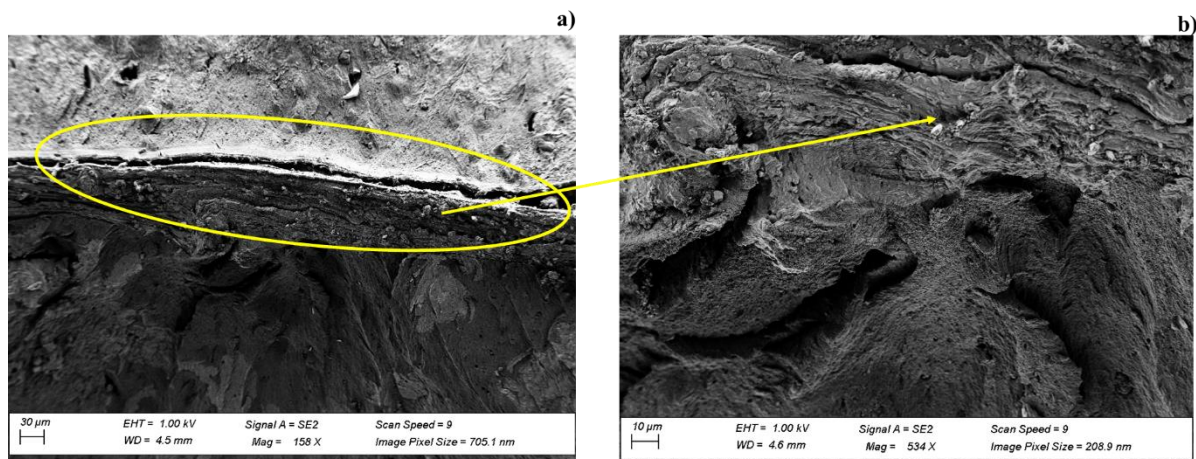 a)
b)
30 µm
EHT = 1.00 kV
Signal A = SE2
Scan Speed = 9
WD = 4.5 mm
Mag = 158 X
Image Pixel Size = 705.1 nm
10 µm
EHT = 1.00 kV
Signal A = SE2
Scan Speed = 9
WD = 4.6 mm
Mag = 534 X
Image Pixel Size = 208.9 nm